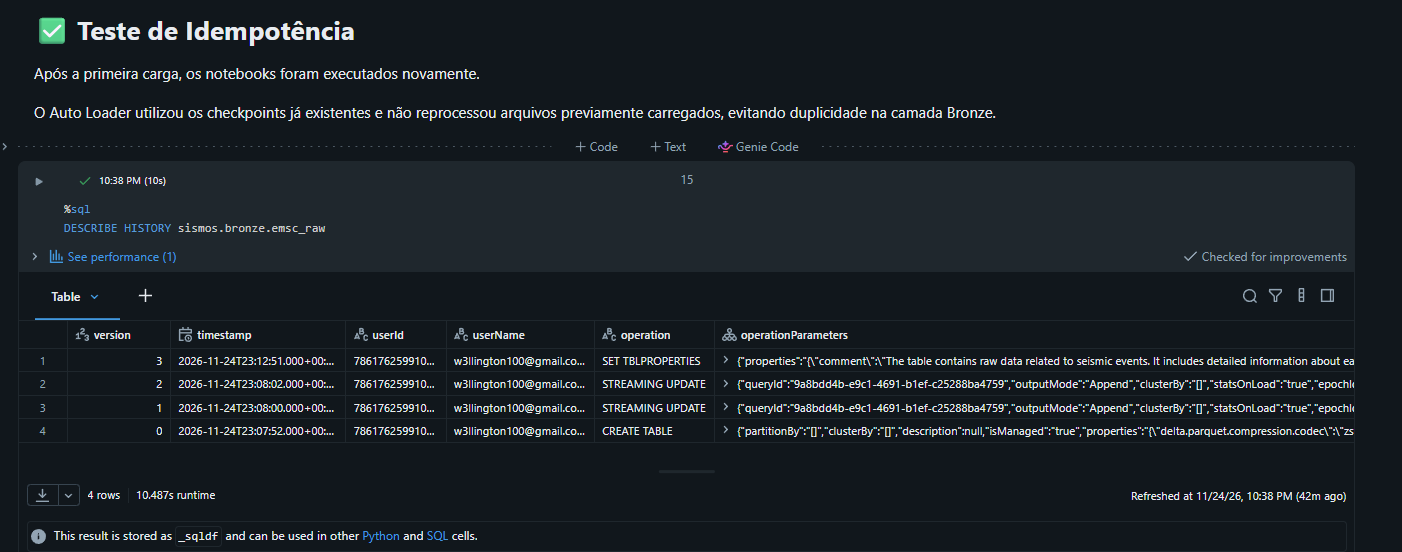 ✅ Teste de Idempotência
Após a primeira carga, os notebooks foram executados novamente.
O Auto Loader utilizou os checkpoints já existentes e não reprocessou arquivos previamente carregados, evitando duplicidade na camada Bronze.
+ Code + Text Genie Code
10:38 PM (10s) 15
%sql
DESCRIBE HISTORY sismos.bronze.emsc_raw
See performance (1) Checked for improvements
Table +
version timestamp userId userName operation operationParameters
1 3 2026-11-24T23:12:51.000+00:... 786176259910... w3llington100@gmail.co... SET TBLPROPERTIES {"properties":"{\"comment\":\"The table contains raw data related to seismic events. It includes detailed information about ea
2 2 2026-11-24T23:08:02.000+00:... 786176259910... w3llington100@gmail.co... STREAMING UPDATE {"queryId":"9a8bdd4b-e9c1-4691-b1ef-c25288ba4759","outputMode":"Append","clusterBy":"[]","statsOnLoad":"true","epochId
3 1 2026-11-24T23:08:00.000+00:... 786176259910... w3llington100@gmail.co... STREAMING UPDATE {"queryId":"9a8bdd4b-e9c1-4691-b1ef-c25288ba4759","outputMode":"Append","clusterBy":"[]","statsOnLoad":"true","epochId
4 0 2026-11-24T23:07:52.000+00:... 786176259910... w3llington100@gmail.co... CREATE TABLE {"partitionBy":"[]","clusterBy":"[]","description":null,"isManaged":"true","properties":"{\"delta.parquet.compression.codec\":\"zs
4 rows 10.487s runtime Refreshed at 11/24/26, 10:38 PM (42m ago)
This result is stored as _sqldf and can be used in other Python and SQL cells.